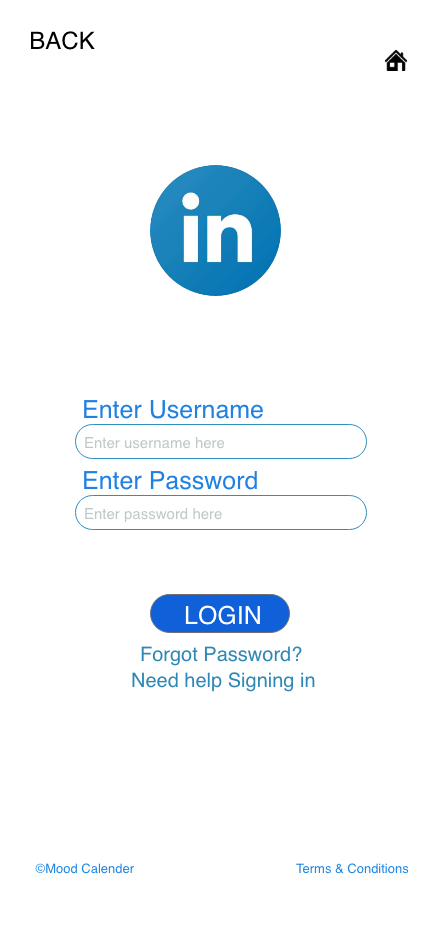 BACK
in
Enter Username
Enter username here
Enter Password
Enter password here
LOGIN
Forgot Password?
Need help Signing in
©Mood Calender
Terms & Conditions